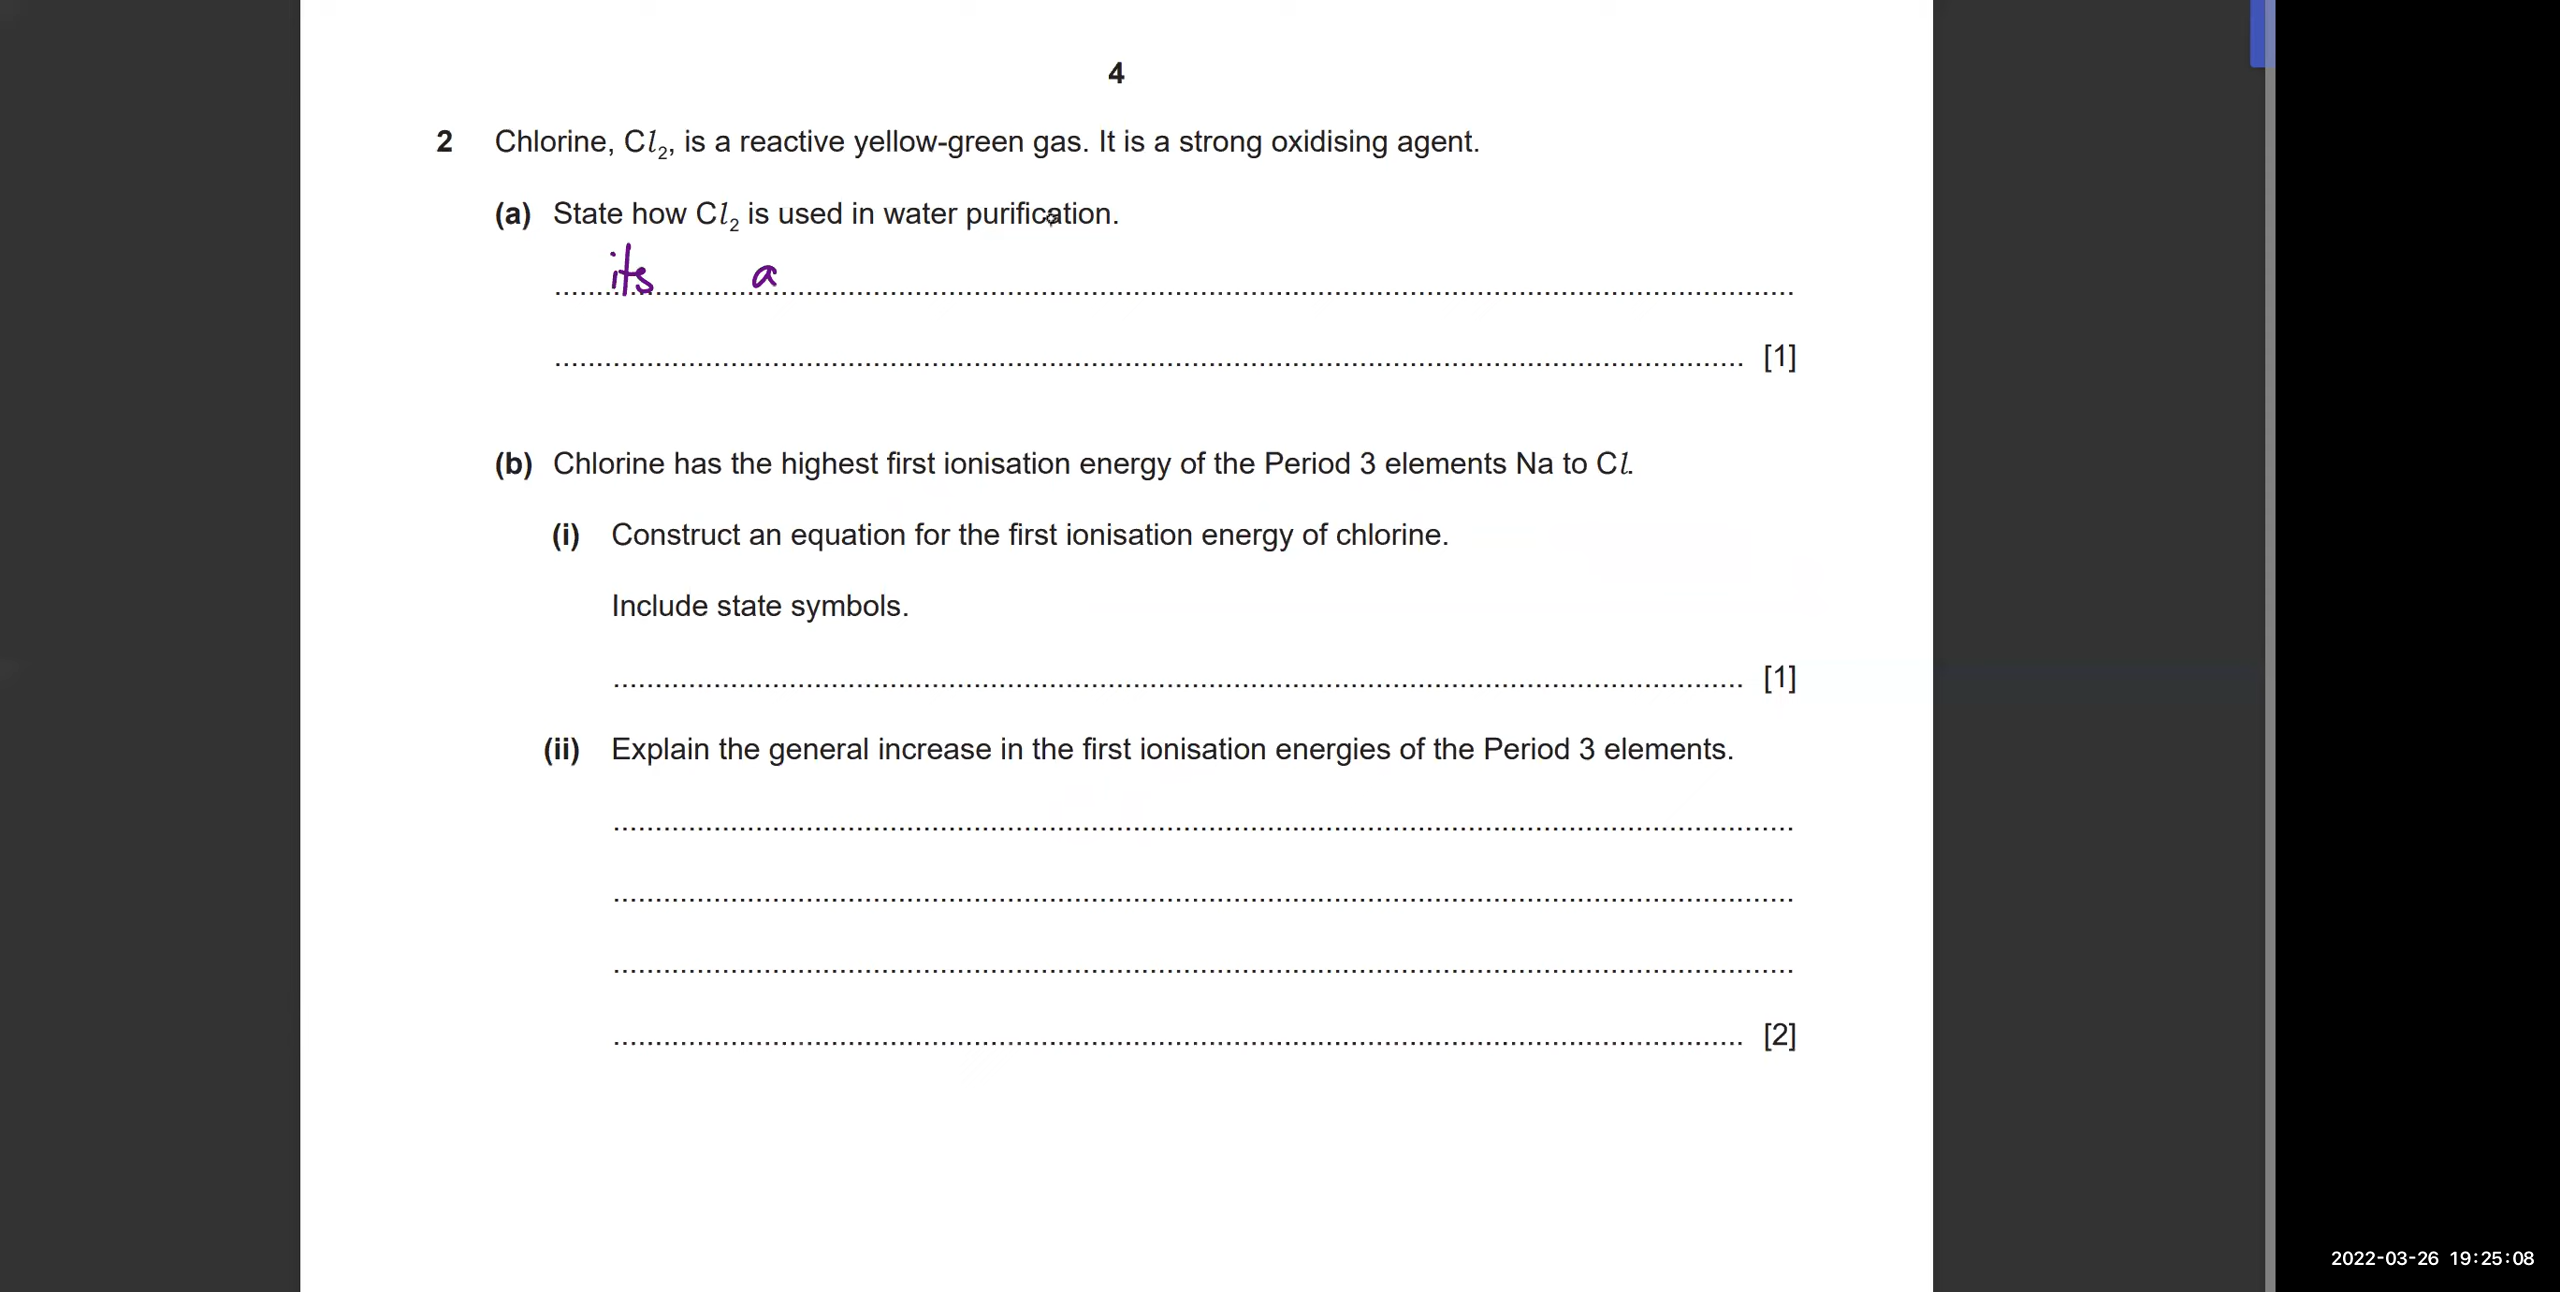 4
2 Chlorine, Cl₂, is a reactive yellow-green gas. It is a strong oxidising agent.
(a) State how Cl₂ is used in water purification.
its a
[1]
(b) Chlorine has the highest first ionisation energy of the Period 3 elements Na to Cl.
(i) Construct an equation for the first ionisation energy of chlorine.
Include state symbols.
[1]
(ii) Explain the general increase in the first ionisation energies of the Period 3 elements.
[2]
2022-03-26 19:25:08